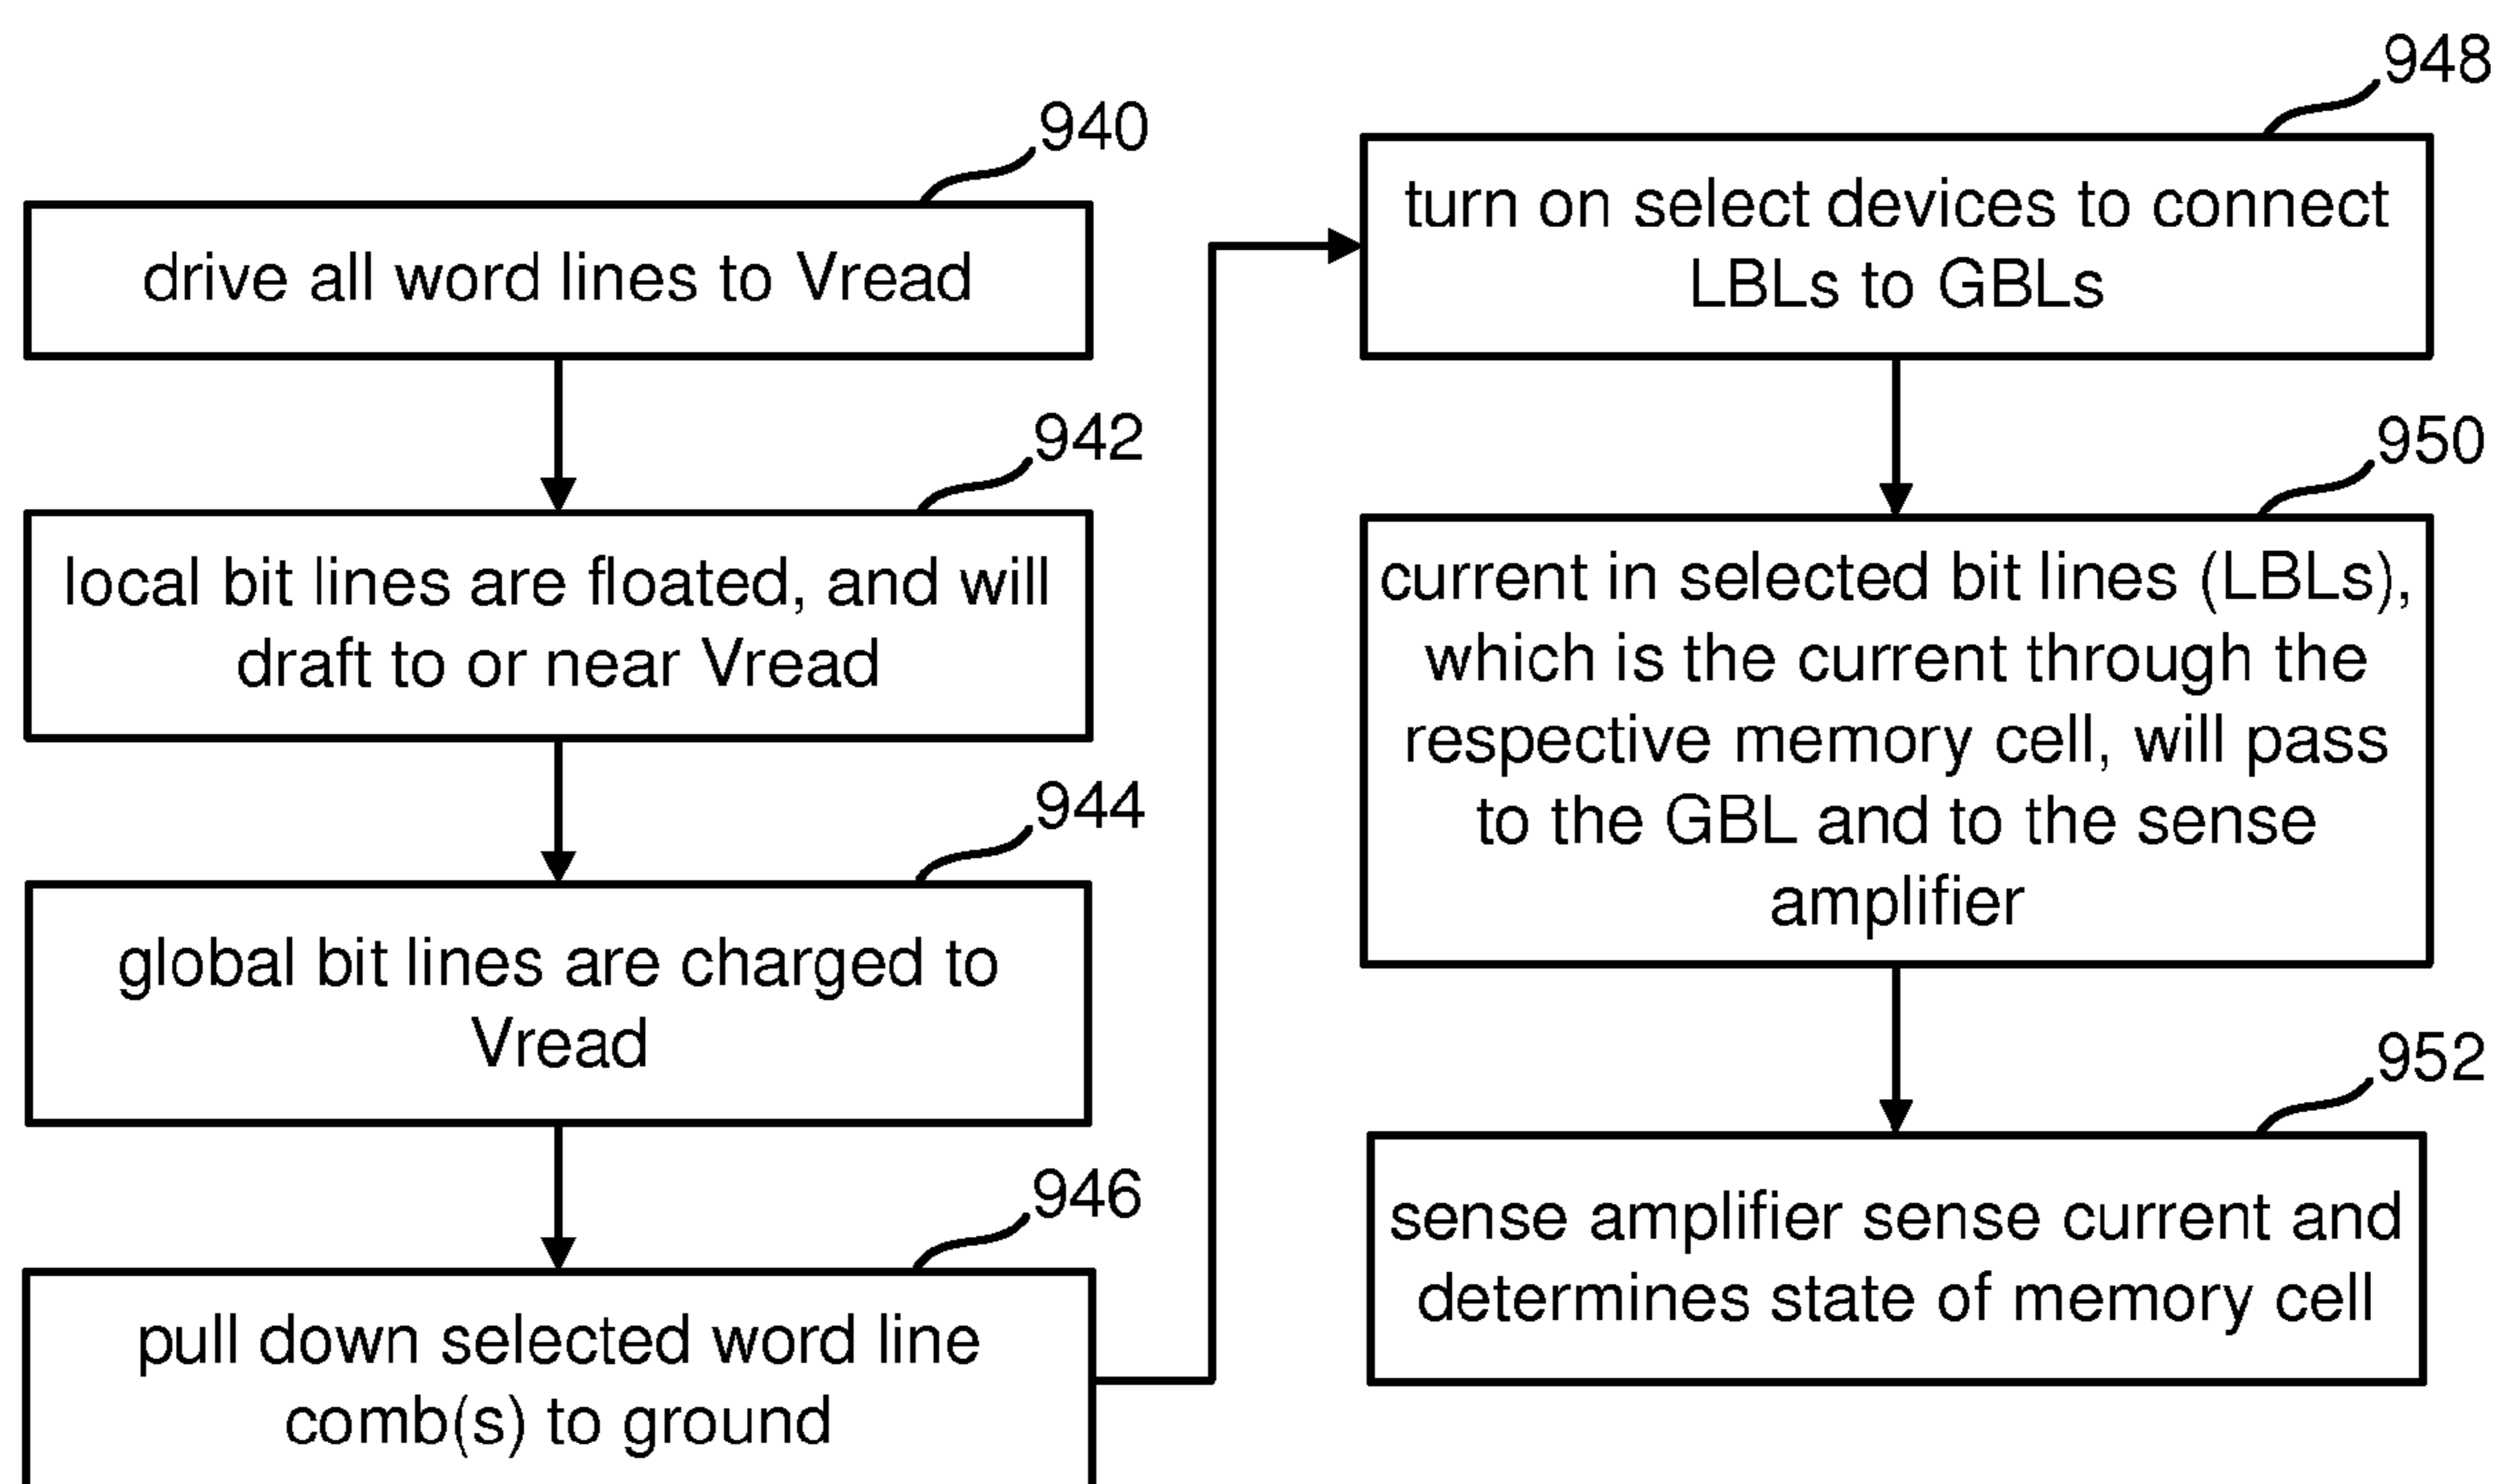 940
drive all word lines to Vread
942
local bit lines are floated, and will
draft to or near Vread
944
global bit lines are charged to
Vread
946
pull down selected word line
comb(s) to ground
948
turn on select devices to connect
LBLs to GBLs
950
current in selected bit lines (LBLs),
which is the current through the
respective memory cell, will pass
to the GBL and to the sense
amplifier
952
sense amplifier sense current and
determines state of memory cell